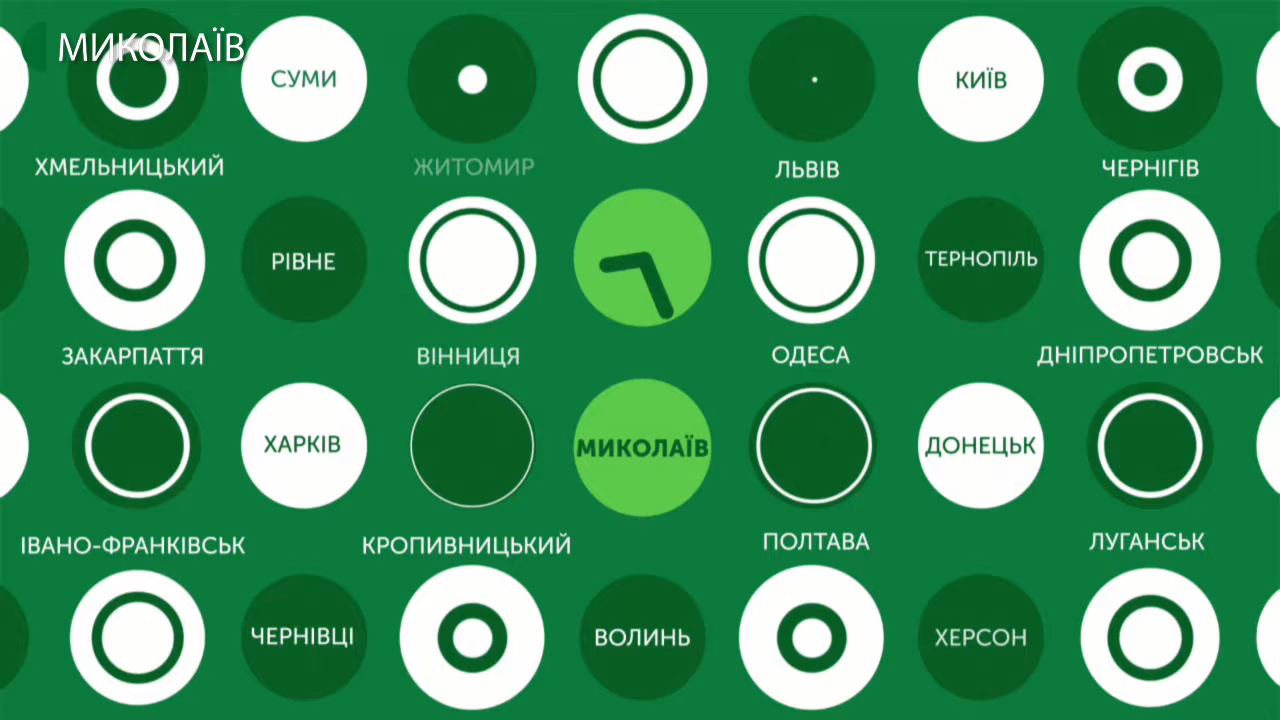 МИКОЛАЇВ
СУМИ
КИЇВ
ХМЕЛЬНИЦЬКИЙ
ЖИТОМИР
ЛЬВІВ
ЧЕРНІГІВ
РІВНЕ
ТЕРНОПІЛЬ
ЗАКАРПАТТЯ
ВІННИЦЯ
ОДЕСА
ДНІПРОПЕТРОВСЬК
ХАРКІВ
МИКОЛАЇВ
ДОНЕЦЬК
ІВАНО-ФРАНКІВСЬК
КРОПИВНИЦЬКИЙ
ПОЛТАВА
ЛУГАНСЬК
ЧЕРНІВЦІ
ВОЛИНЬ
ХЕРСОН